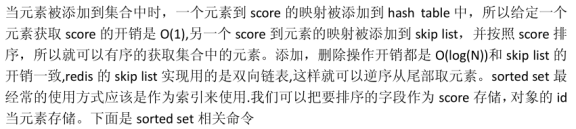 当元素被添加到集合中时，一个元素到 score 的映射被添加到 hash table 中，所以给定一个
元素获取 score 的开销是 O(1),另一个 score 到元素的映射被添加到 skip list，并按照 score 排
序，所以就可以有序的获取集合中的元素。添加，删除操作开销都是 O(log(N))和 skip list 的
开销一致,redis 的 skip list 实现用的是双向链表,这样就可以逆序从尾部取元素。sorted set 最
经常的使用方式应该是作为索引来使用.我们可以把要排序的字段作为 score 存储，对象的 id
当元素存储。下面是 sorted set 相关命令